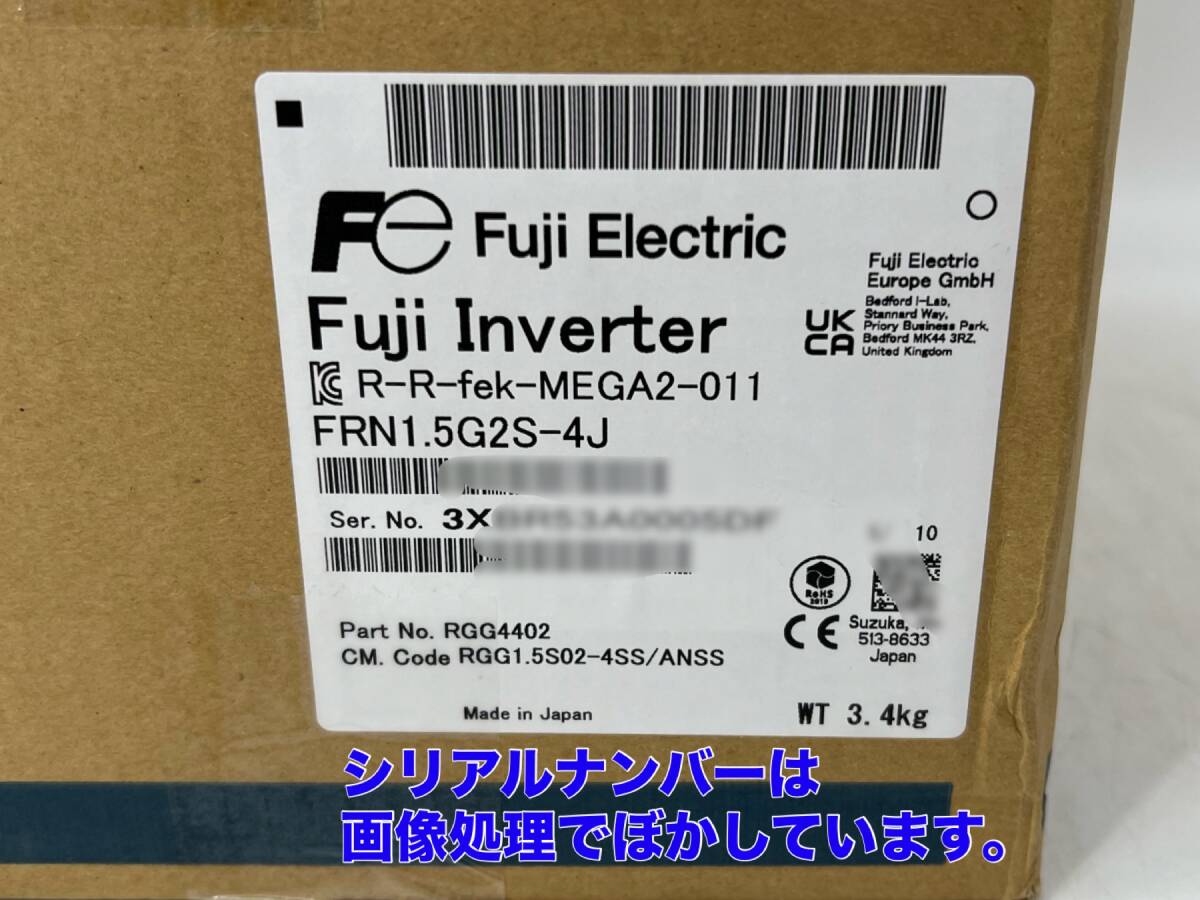 Fe Fuji Electric
Fuji Electric
Europe GmbH
UK
CA
Bedford I-Lab,
Stannard Way,
Priory Business Park,
Bedford MK44 3RZ,
United Kingdom
Fuji Inverter
R-R-fek-MEGA2-011
FRN1.5G2S-4J
Ser. No. 3X
10
RoHS
CE
Suzuka,
513-8633
Japan
Part No. RGG4402
CM. Code RGG1.5S02-4SS/ANSS
Made in Japan
WT 3.4kg
シリアルナンバーは
画像処理でぼかしています。